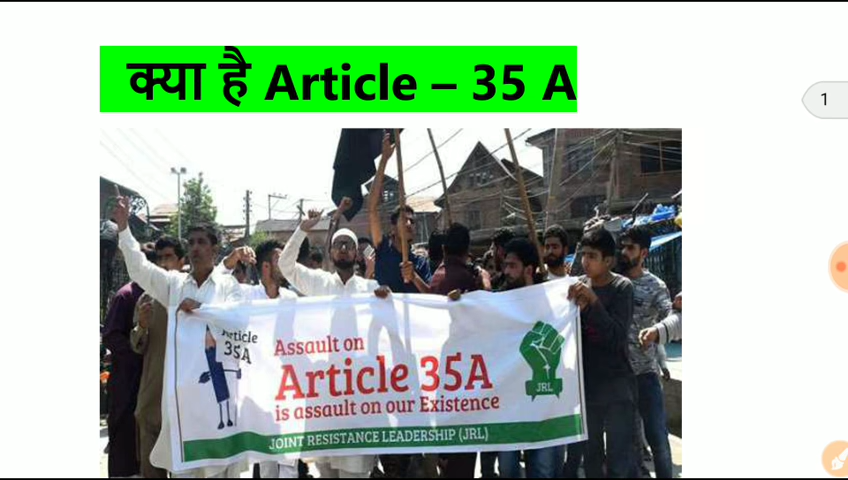 क्या है Article – 35 A
1
Article
35A
Assault on
Article 35A
is assault on our Existence
JRL
JOINT RESISTANCE LEADERSHIP (JRL)